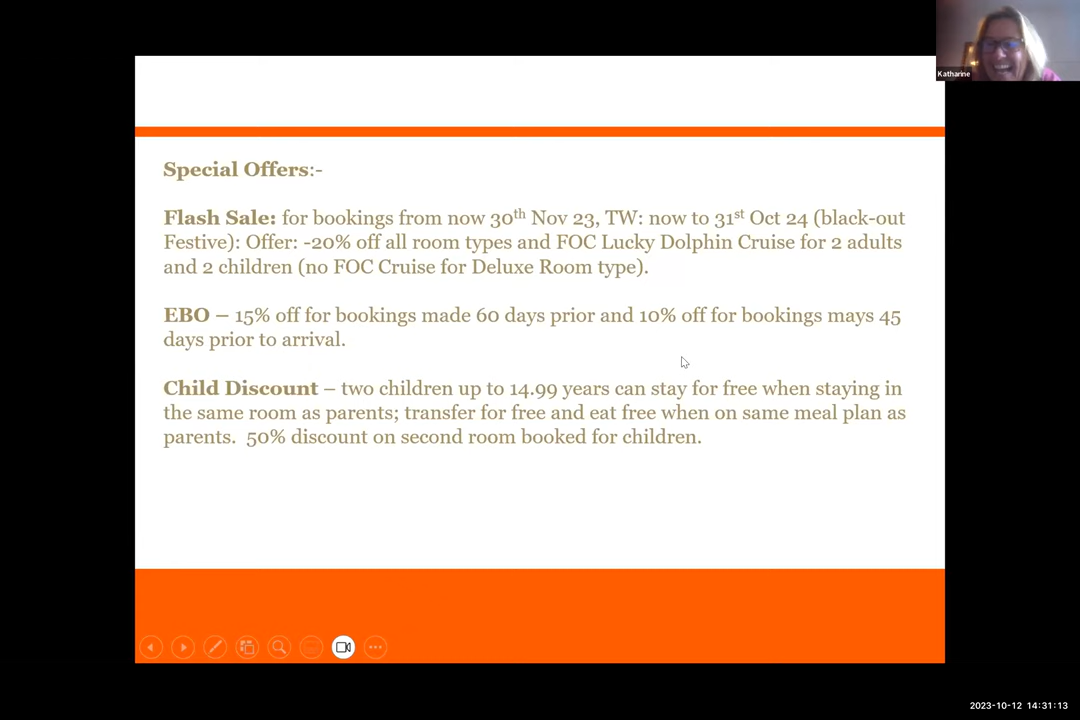 Katharine
Special Offers:-
Flash Sale: for bookings from now 30th Nov 23, TW: now to 31st Oct 24 (black-out
Festive): Offer: -20% off all room types and FOC Lucky Dolphin Cruise for 2 adults
and 2 children (no FOC Cruise for Deluxe Room type).
EBO – 15% off for bookings made 60 days prior and 10% off for bookings mays 45
days prior to arrival.
Child Discount – two children up to 14.99 years can stay for free when staying in
the same room as parents; transfer for free and eat free when on same meal plan as
parents.  50% discount on second room booked for children.
2023-10-12 14:31:13